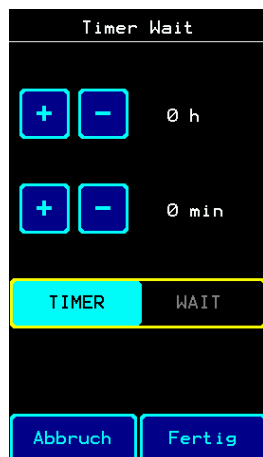 Timer Wait
+ − 0 h
+ − 0 min
TIMER WAIT
Abbruch Fertig